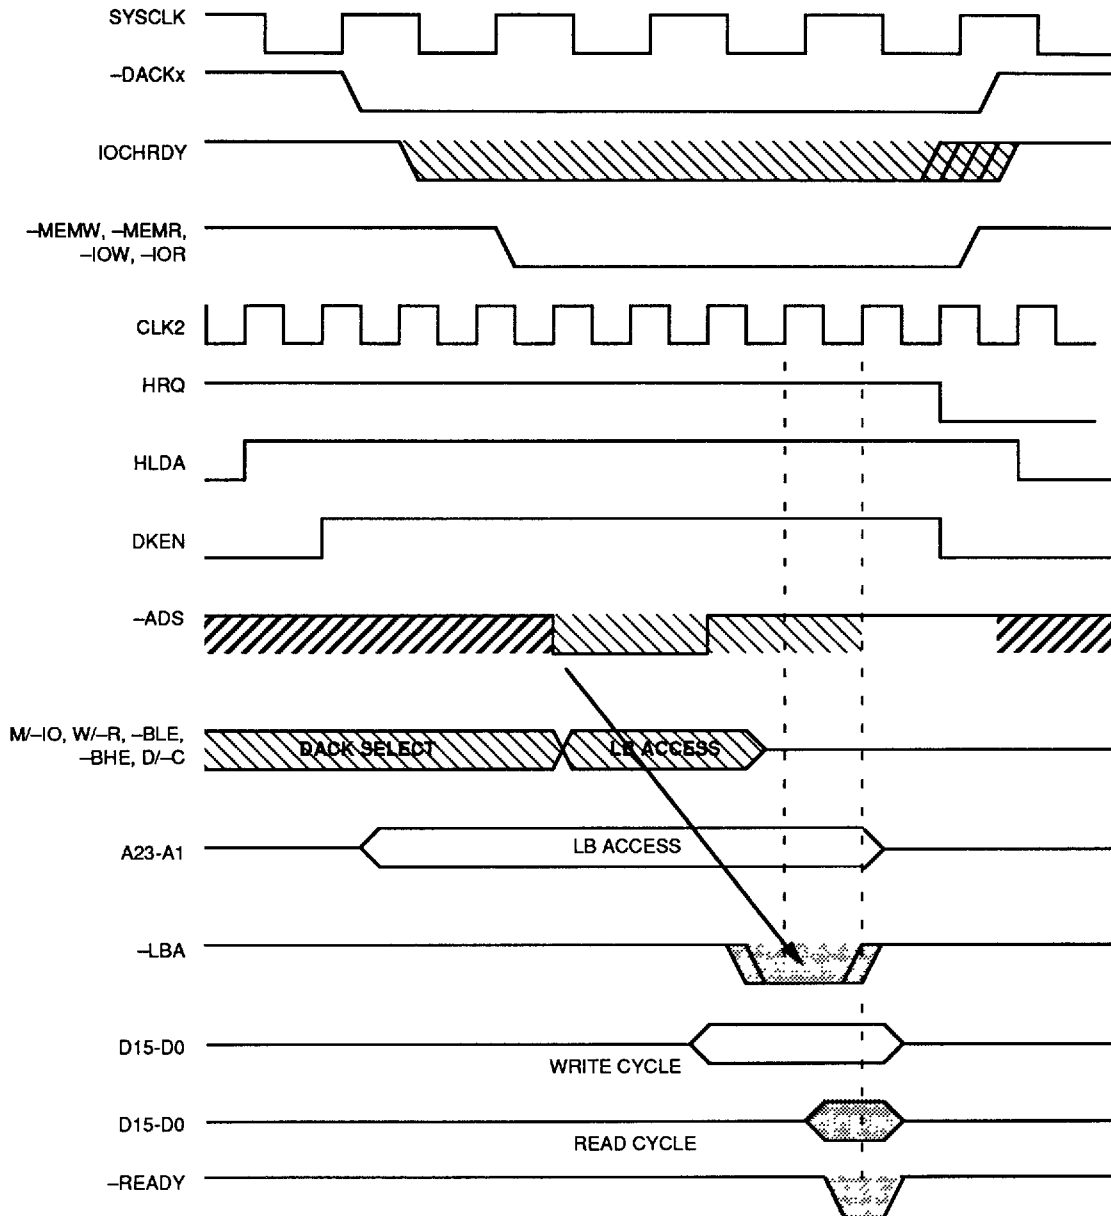 SYSCLK
–DACKx
IOCHRDY
–MEMW, –MEMR,
–IOW, –IOR
CLK2
HRQ
HLDA
DKEN
–ADS
M/–IO, W/–R, –BLE,
–BHE, D/–C
DACK SELECT
LB ACCESS
A23-A1
LB ACCESS
–LBA
D15-D0
WRITE CYCLE
D15-D0
READ CYCLE
–READY